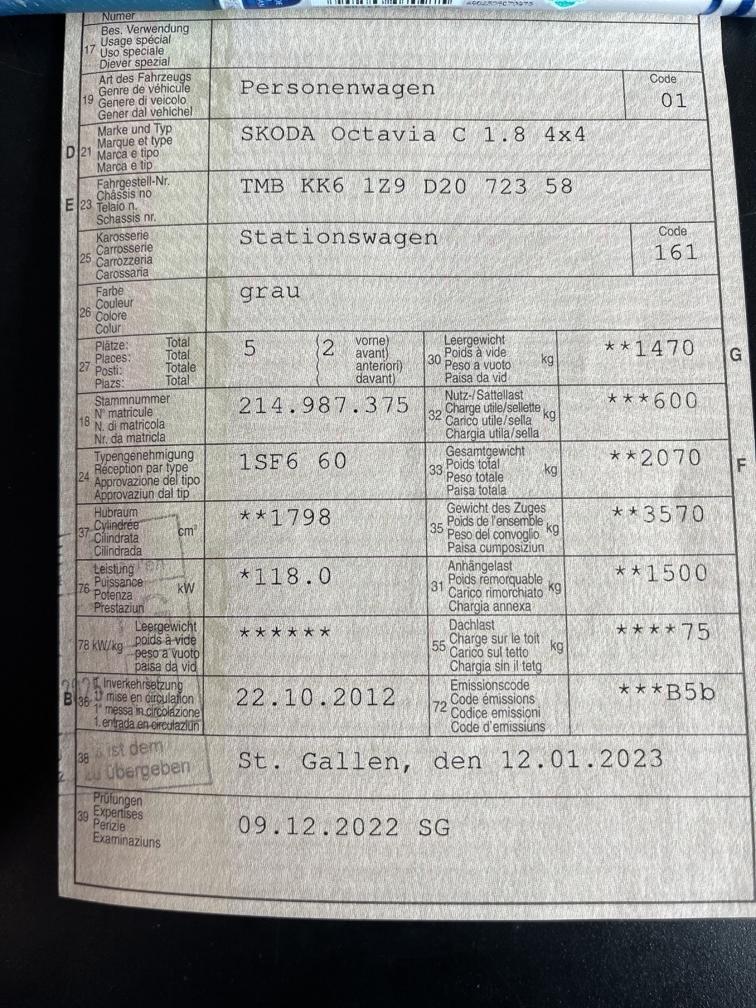 Numer
Bes. Verwendung
Usage spécial
17 Uso speciale
Diever spezial
Art des Fahrzeugs
Genre de véhicule
19 Genere di veicolo
Gener dal vehichel
Personenwagen
Code
01
Marke und Typ
Marque et type
D 21 Marca e tipo
Marca e tip
SKODA Octavia C 1.8 4x4
Fahrgestell-Nr.
Châssis no
E 23 Telaio n.
Schassis nr.
TMB KK6 1Z9 D20 723 58
Karosserie
Carrosserie
25 Carrozzeria
Carossaria
Stationswagen
Code
161
Farbe
Couleur
26 Colore
Colur
grau
Plätze: Total
Places: Total
27 Posti: Totale
Plazs: Total
5 (2 vorne)
avant)
anteriori)
davant)
Leergewicht
30 Poids à vide kg
Peso a vuoto
Paisa da vid
**1470 G
Stammnummer
N° matricule
18 N. di matricola
Nr. da matricla
214.987.375
Nutz-/Sattellast
32 Charge utile/sellette kg
Carico utile/sella
Chargia utila/sella
***600
Typengenehmigung
Réception par type
24 Approvazione del tipo
Approvaziun dal tip
1SF6 60
Gesamtgewicht
33 Poids total kg
Peso totale
Paisa totala
**2070 F
Hubraum
37 Cylindrée cm³
Cilindrata
Cilindrada
**1798
Gewicht des Zuges
35 Poids de l'ensemble kg
Peso del convoglio
Paisa cumposiziun
**3570
Leistung
76 Puissance kW
Potenza
Prestaziun
*118.0
Anhängelast
31 Poids remorquable kg
Carico rimorchiato
Chargia annexa
**1500
Leergewicht
78 kW/kg poids à vide
peso a vuoto
paisa da vid
******
Dachlast
55 Charge sur le toit kg
Carico sul tetto
Chargia sin il tetg
****75
1. Inverkehrsetzung
B 36 1re mise en circulation
1a messa in circolazione
1. entrada en circulaziun
22.10.2012
Emissionscode
72 Code émissions
Codice emissioni
Code d'emissiuns
***B5b
38
ist dem
zu übergeben
St. Gallen, den 12.01.2023
Prüfungen
39 Expertises
Perizie
Examinaziuns
09.12.2022 SG